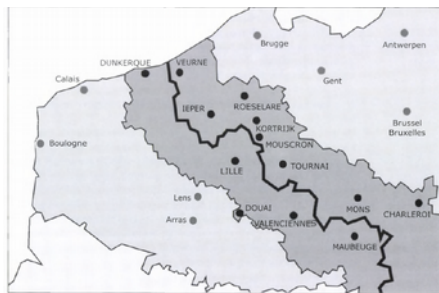 Brugge
Antwerpen
DUNKERQUE
VEURNE
Calais
Gent
ROESELARE
IEPER
KORTRIJK
Brussel
Bruxelles
MOUSCRON
Boulogne
TOURNAI
LILLE
Lens
MONS
CHARLEROI
DOUAI
Arras
VALENCIENNES
MAUBEUGE